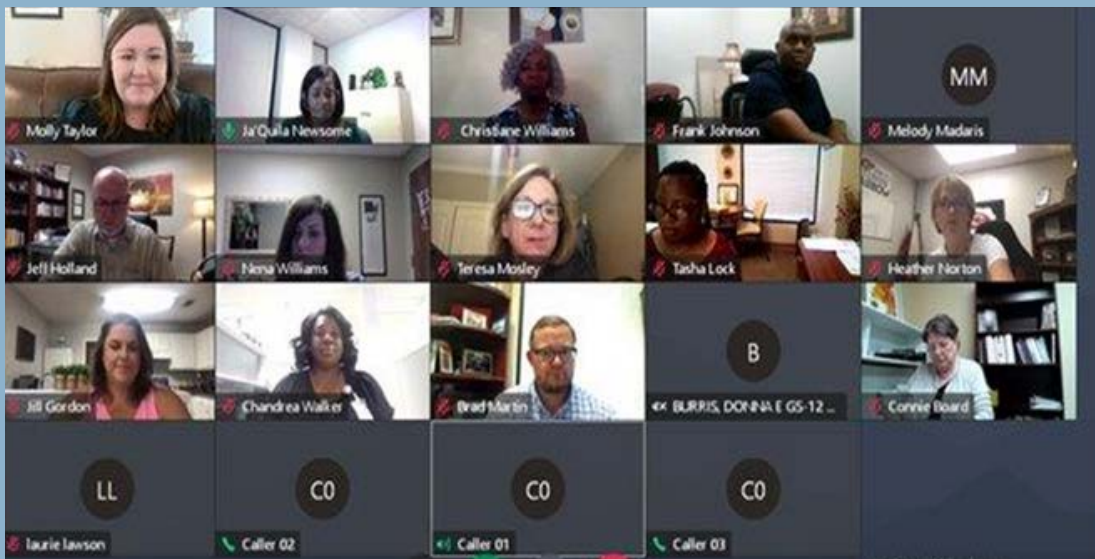 MM
Molly Taylor
Ja'Quila Newsome
Christiane Williams
Frank Johnson
Melody Madaris
Jeff Holland
Nena Williams
Teresa Mosley
Tasha Lock
Heather Norton
B
Jill Gordon
Chandrea Walker
Brad Martin
BURRIS, DONNA E GS-12 ...
Connie Board
LL
C0
C0
C0
laurie lawson
Caller 02
Caller 01
Caller 03